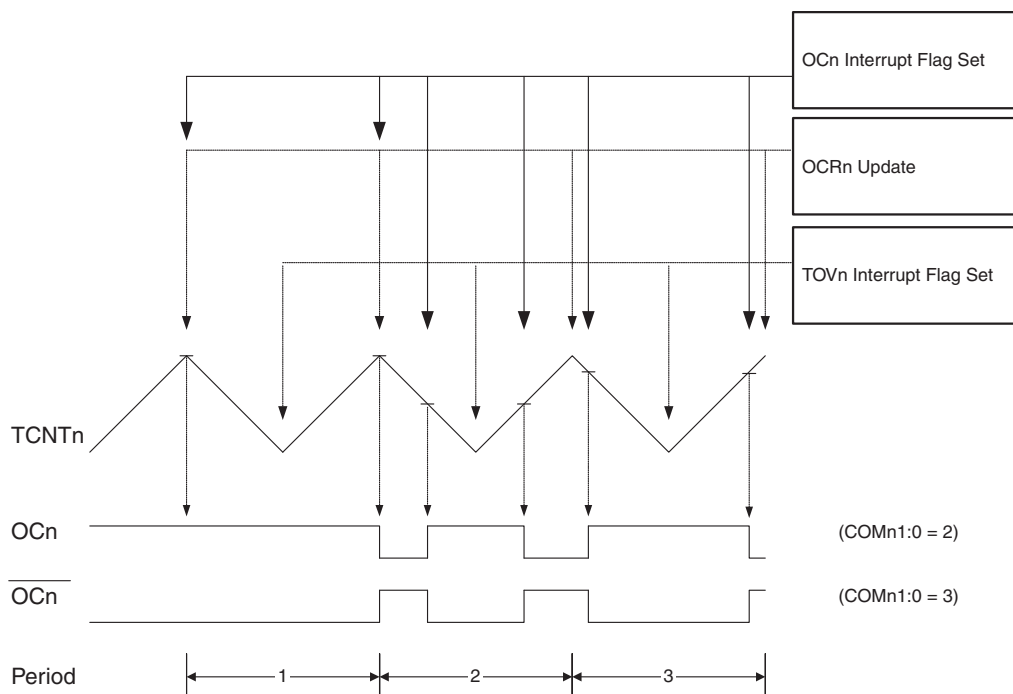 OCn Interrupt Flag Set
OCRn Update
TOVn Interrupt Flag Set
TCNTn
OCn
(COMn1:0 = 2)
OCn
(COMn1:0 = 3)
Period
1
2
3